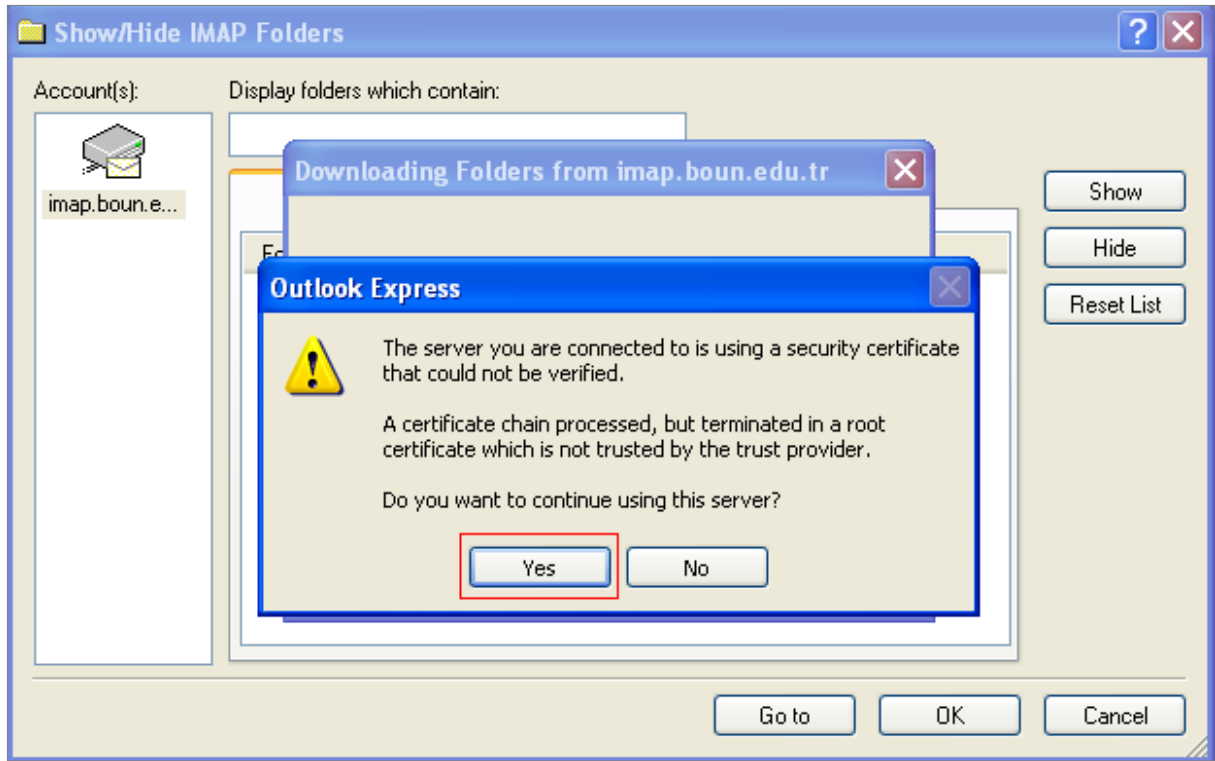 Show/Hide IMAP Folders
Account(s):
Display folders which contain:
imap.boun.e...
Downloading Folders from imap.boun.edu.tr
Show
Hide
Reset List
Outlook Express
The server you are connected to is using a security certificate
that could not be verified.
A certificate chain processed, but terminated in a root
certificate which is not trusted by the trust provider.
Do you want to continue using this server?
Yes
No
Go to
OK
Cancel